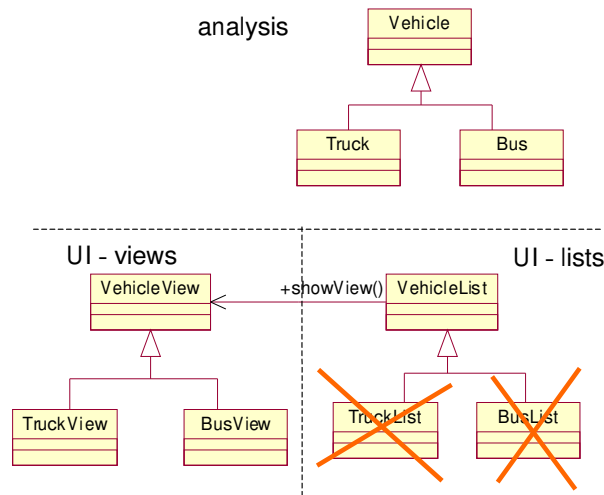 analysis
Vehicle
Truck
Bus
UI - views
UI - lists
VehicleView
+showView()
VehicleList
TruckView
BusView
TruckList
BusList